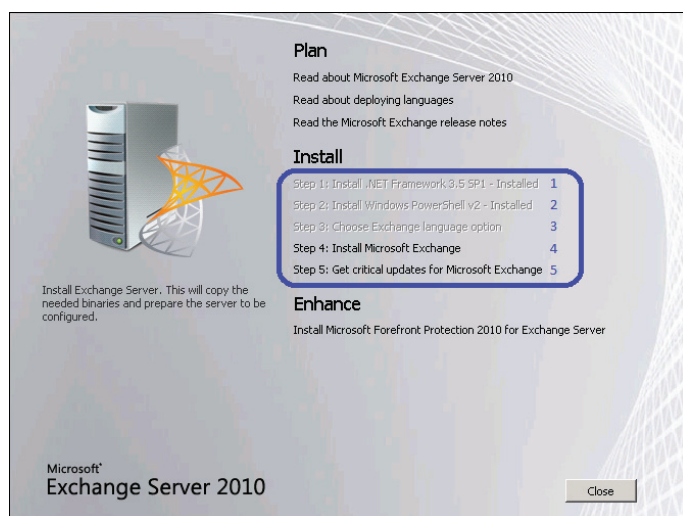 Plan
Read about Microsoft Exchange Server 2010
Read about deploying languages
Read the Microsoft Exchange release notes
Install
Step 1: Install .NET Framework 3.5 SP1 - Installed 1
Step 2: Install Windows PowerShell v2 - Installed 2
Step 3: Choose Exchange language option 3
Step 4: Install Microsoft Exchange 4
Step 5: Get critical updates for Microsoft Exchange 5
Install Exchange Server. This will copy the
needed binaries and prepare the server to be
configured.
Enhance
Install Microsoft Forefront Protection 2010 for Exchange Server
Microsoft
Exchange Server 2010
Close